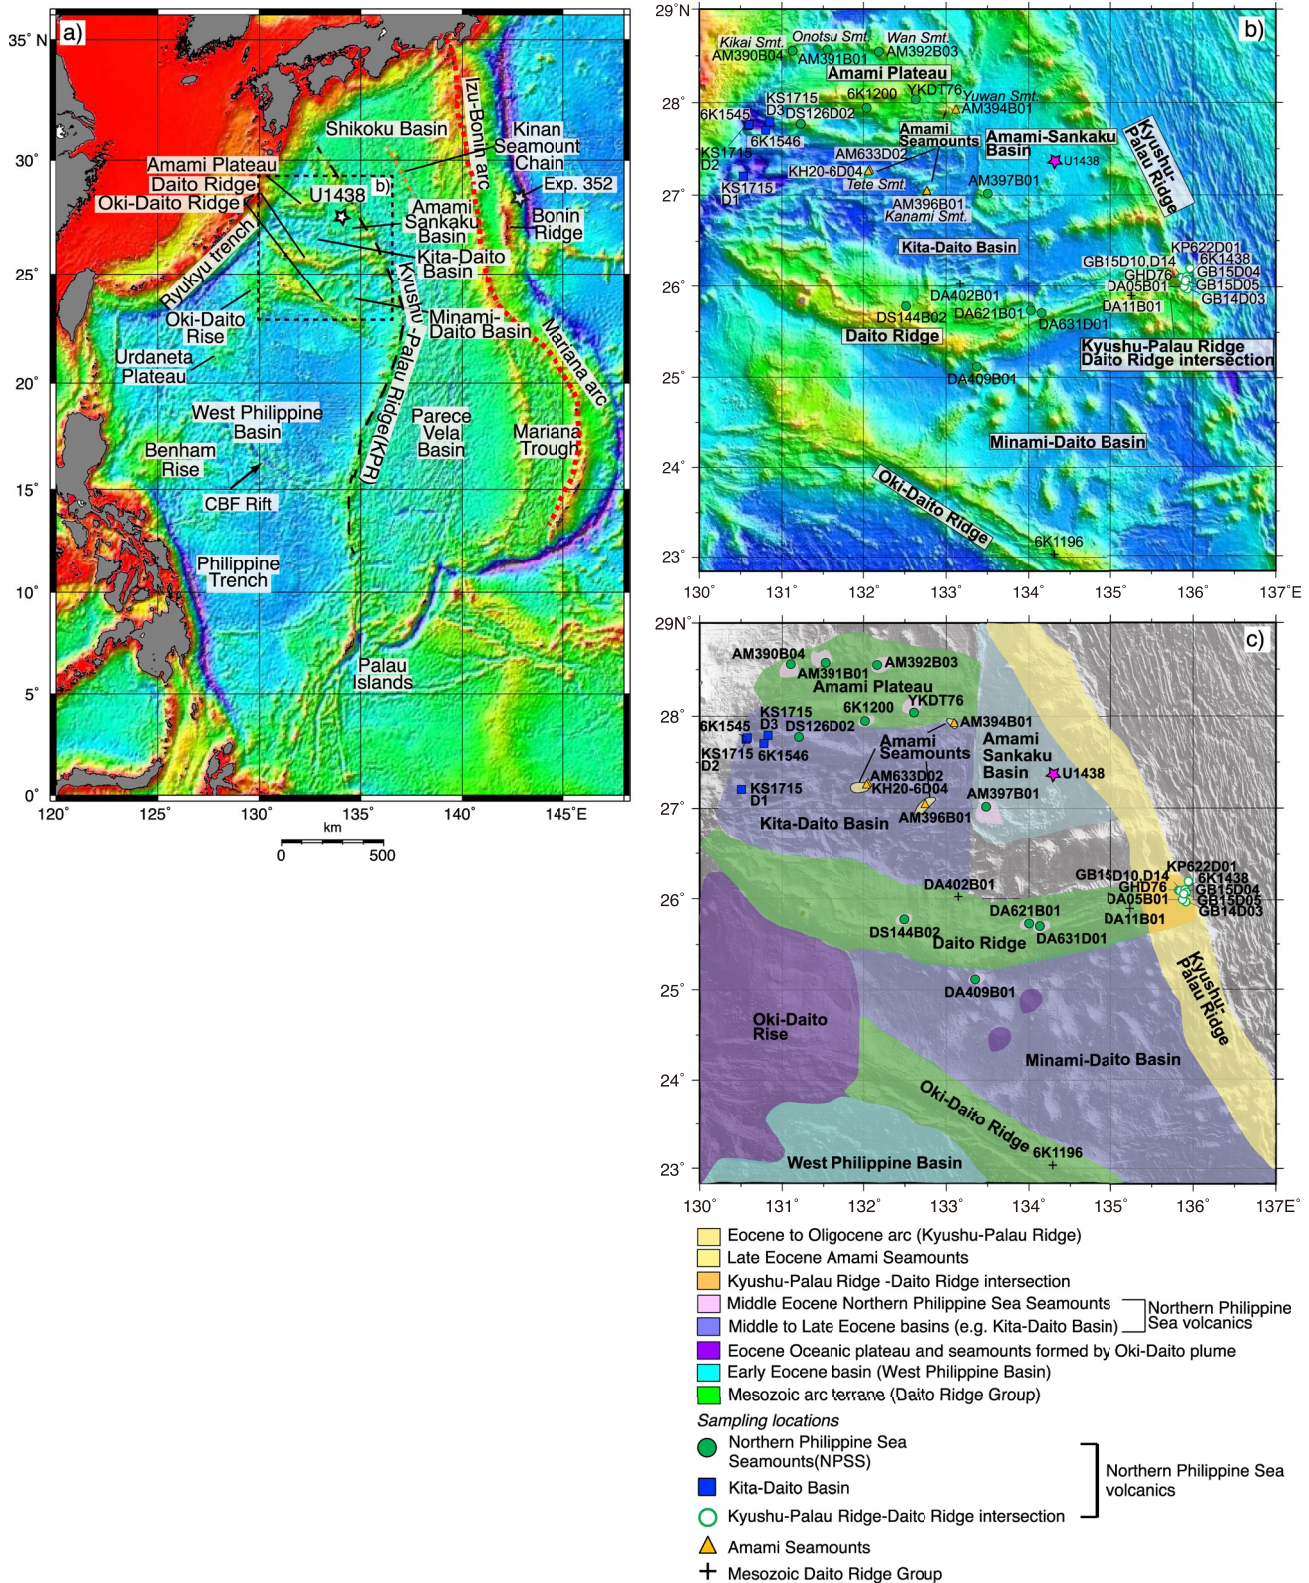 a)
35° N
30°
25°
20°
15°
10°
5°
0°
120°
125°
130°
135°
140°
145°E
km
0
500
Shikoku Basin
Izu-Bonin arc
Kinan
Seamount
Chain
Amami Plateau
Daito Ridge
Oki-Daito Ridge
U1438
b)
Exp. 352
Bonin
Ridge
Amami
Sankaku
Basin
Kita-Daito
Basin
Ryukyu trench
Oki-Daito
Rise
Minami-
Daito Basin
Urdaneta
Plateau
Kyushu -Palau Ridge(KPR)
Mariana arc
West Philippine
Basin
Parece
Vela
Basin
Mariana
Trough
Benham
Rise
CBF Rift
Philippine
Trench
Palau
Islands
b)
29°N
28°
27°
26°
25°
24°
23°
130°
131°
132°
133°
134°
135°
136°
137°E
Kikai Smt.
Onotsu Smt.
Wan Smt.
AM390B04
AM391B01
AM392B03
Amami Plateau
KS1715
D3
6K1200
YKDT76
Yuwan Smt.
6K1545
DS126D02
AM394B01
6K1546
Amami
Seamounts
Amami-Sankaku
Basin
KS1715
D2
AM633D02
U1438
KH20-6D04
Tete Smt.
AM397B01
KS1715
D1
AM396B01
Kanami Smt.
Kyushu-
Palau Ridge
Kita-Daito Basin
KP622D01
GB15D10,D14
6K1438
GHD76
GB15D04
DA05B01
GB15D05
DA402B01
GB14D03
DA11B01
DS144B02
DA621B01
DA631D01
Daito Ridge
Kyushu-Palau Ridge
Daito Ridge intersection
DA409B01
Minami-Daito Basin
Oki-Daito Ridge
6K1196
c)
29°N
28°
27°
26°
25°
24°
23°
130°
131°
132°
133°
134°
135°
136°
137°E
AM390B04
AM391B01
AM392B03
Amami Plateau
KS1715
D3
6K1200
YKDT76
6K1545
DS126D02
AM394B01
KS1715
D2
6K1546
Amami
Seamounts
Amami
Sankaku
Basin
AM633D02
U1438
KS1715
D1
KH20-6D04
AM397B01
Kita-Daito Basin
AM396B01
KP622D01
GB15D10,D14
6K1438
GHD76
GB15D04
DA05B01
GB15D05
GB14D03
DA402B01
DA11B01
DA621B01
DS144B02
Daito Ridge
DA631D01
DA409B01
Kyushu-
Palau Ridge
Oki-Daito
Rise
Minami-Daito Basin
Oki-Daito Ridge
6K1196
West Philippine Basin
Eocene to Oligocene arc (Kyushu-Palau Ridge)
Late Eocene Amami Seamounts
Kyushu-Palau Ridge -Daito Ridge intersection
Middle Eocene Northern Philippine Sea Seamounts
Middle to Late Eocene basins (e.g. Kita-Daito Basin)
Northern Philippine
Sea volcanics
Eocene Oceanic plateau and seamounts formed by Oki-Daito plume
Early Eocene basin (West Philippine Basin)
Mesozoic arc terrane (Daito Ridge Group)
Sampling locations
Northern Philippine Sea
Seamounts(NPSS)
Kita-Daito Basin
Kyushu-Palau Ridge-Daito Ridge intersection
Northern Philippine Sea
volcanics
Amami Seamounts
Mesozoic Daito Ridge Group